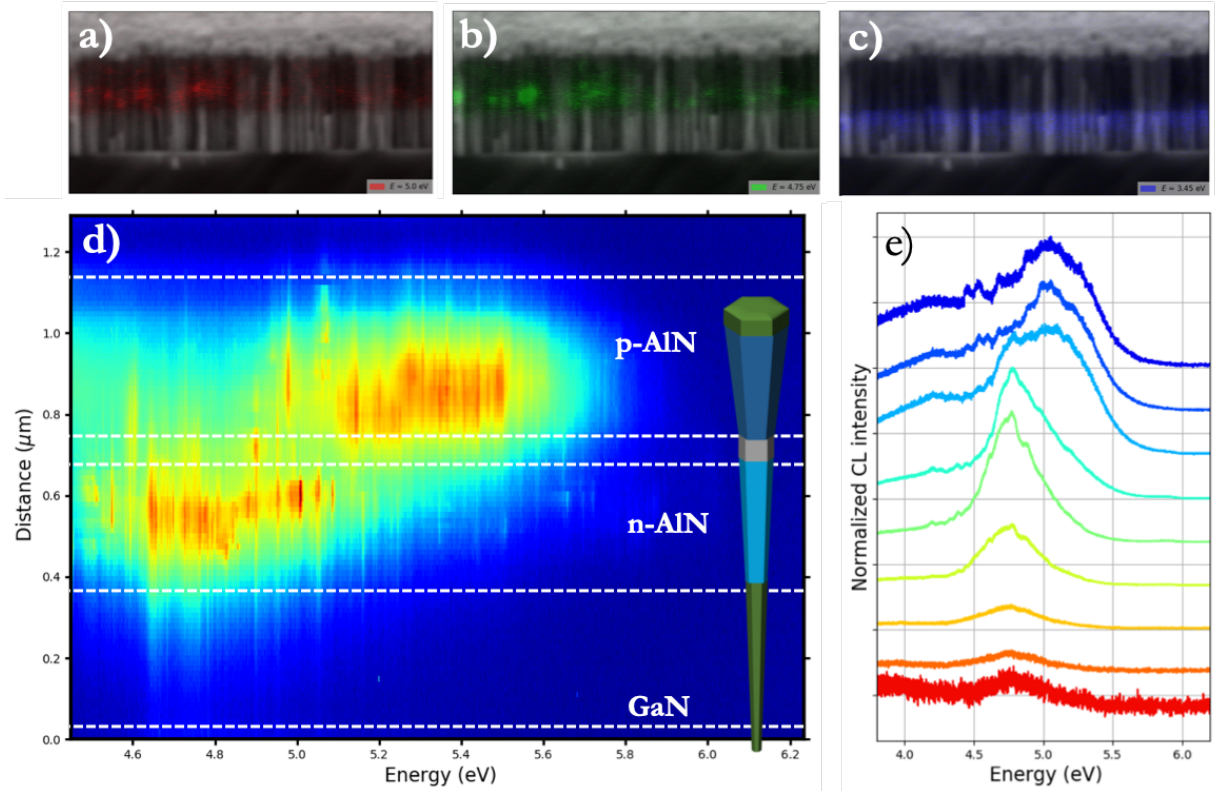 a)
b)
c)
E = 5.0 eV
E = 4.75 eV
E = 3.45 eV
d)
1.2
1.0
0.8
0.6
0.4
0.2
0.0
Distance (μm)
p-AlN
n-AlN
GaN
4.6
4.8
5.0
5.2
5.4
5.6
5.8
6.0
6.2
Energy (eV)
e)
Normalized CL intensity
4.0
4.5
5.0
5.5
6.0
Energy (eV)